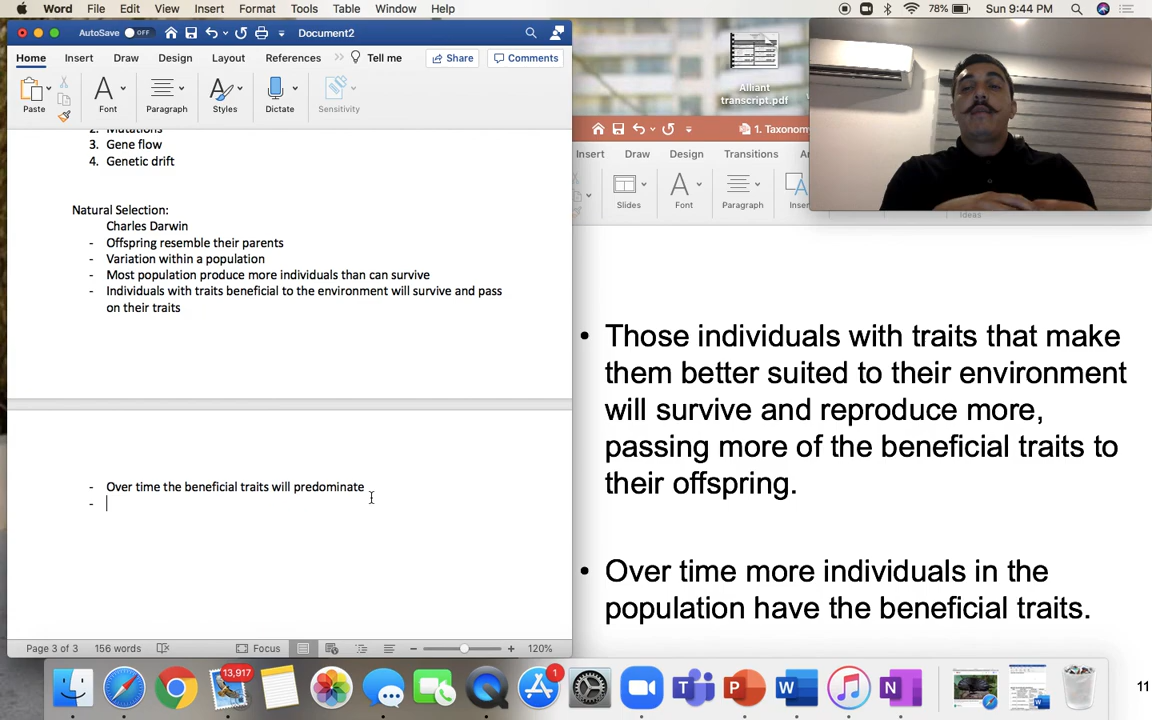 Word File Edit View Insert Format Tools Table Window Help 78% Sun 9:44 PM
AutoSave OFF Document2
Home Insert Draw Design Layout References Tell me Share Comments
Paste Font Paragraph Styles Dictate Sensitivity
2. Mutations
3. Gene flow
4. Genetic drift
Natural Selection:
Charles Darwin
- Offspring resemble their parents
- Variation within a population
- Most population produce more individuals than can survive
- Individuals with traits beneficial to the environment will survive and pass
on their traits
- Over time the beneficial traits will predominate
-
Page 3 of 3 156 words Focus 120%
Alliant
transcript.pdf
1. Taxonom
Insert Draw Design Transitions
Slides Font Paragraph Inser
Ideas
• Those individuals with traits that make
them better suited to their environment
will survive and reproduce more,
passing more of the beneficial traits to
their offspring.
• Over time more individuals in the
population have the beneficial traits.
13,917
1
11